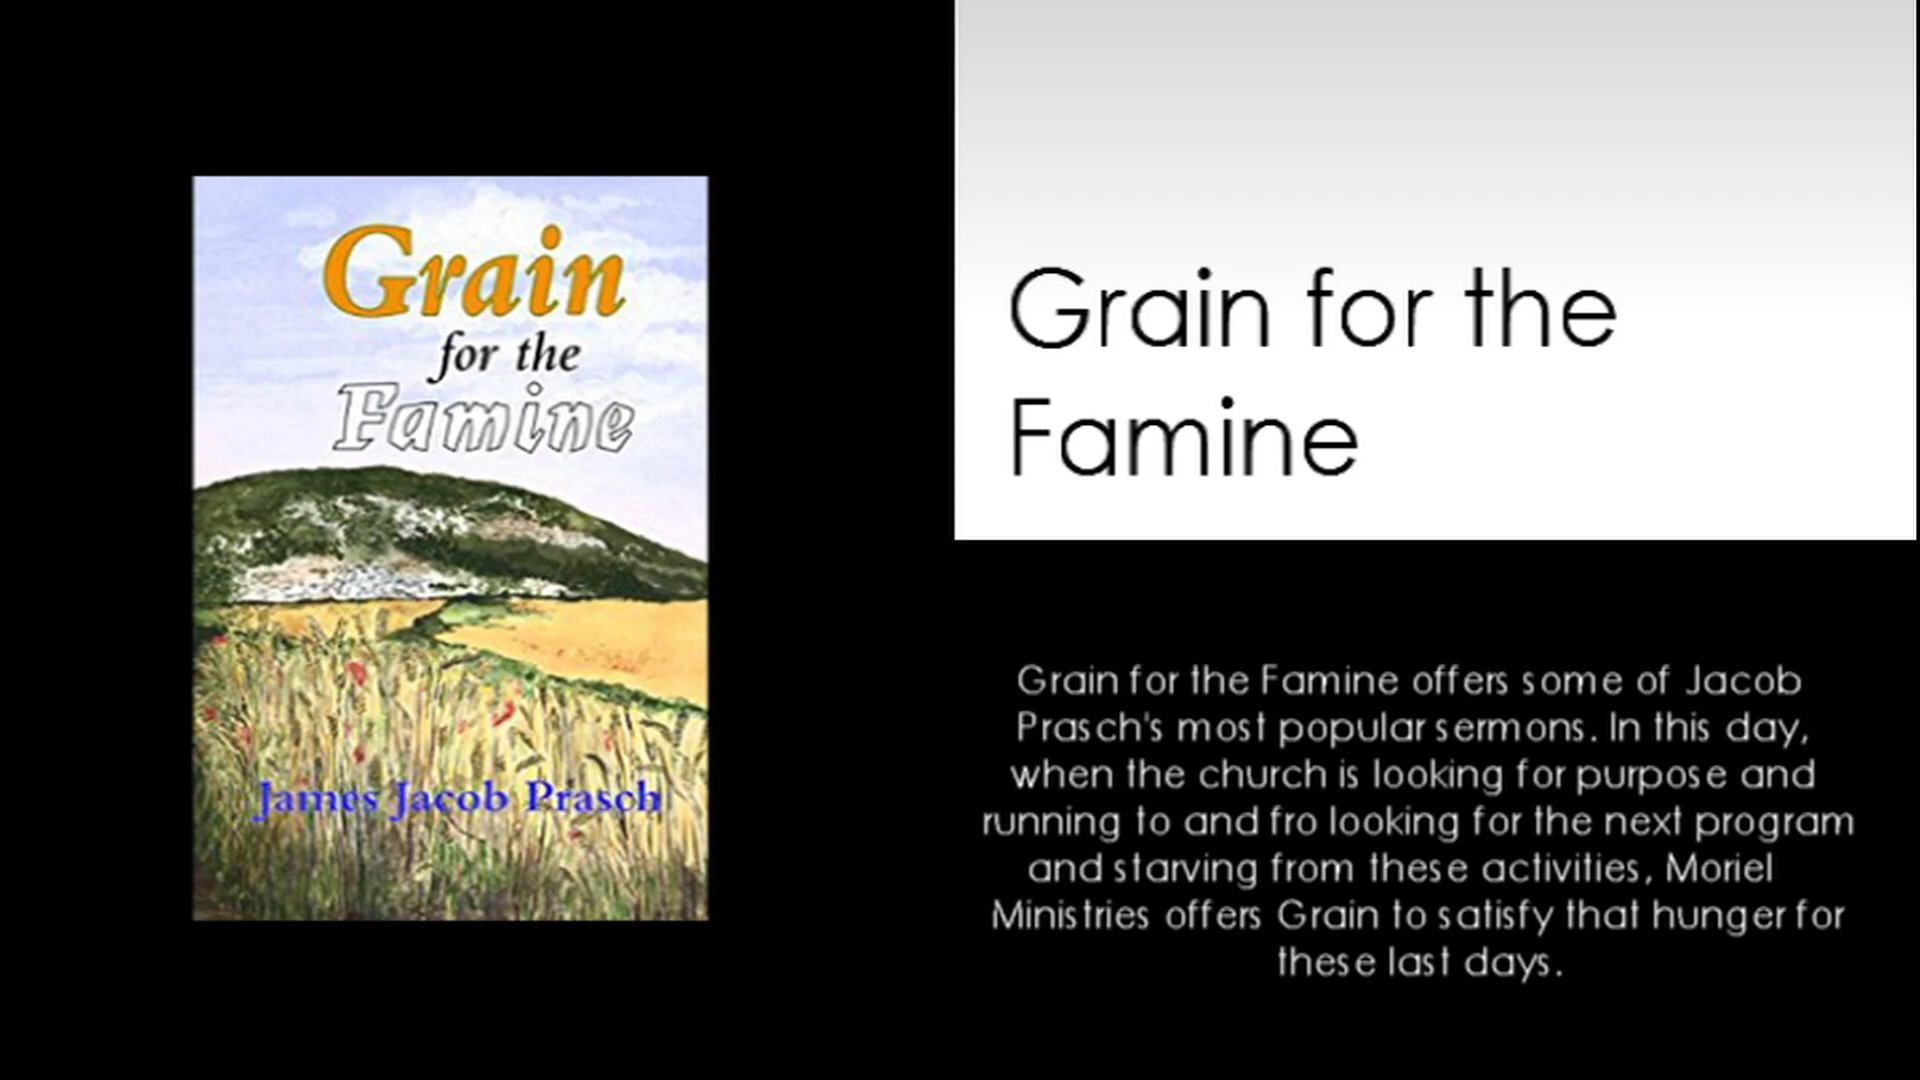 Grain
for the
Famine
James Jacob Prasch
Grain for the
Famine
Grain for the Famine offers some of Jacob
Prasch's most popular sermons. In this day,
when the church is looking for purpose and
running to and fro looking for the next program
and starving from these activities, Moriel
Ministries offers Grain to satisfy that hunger for
these last days.